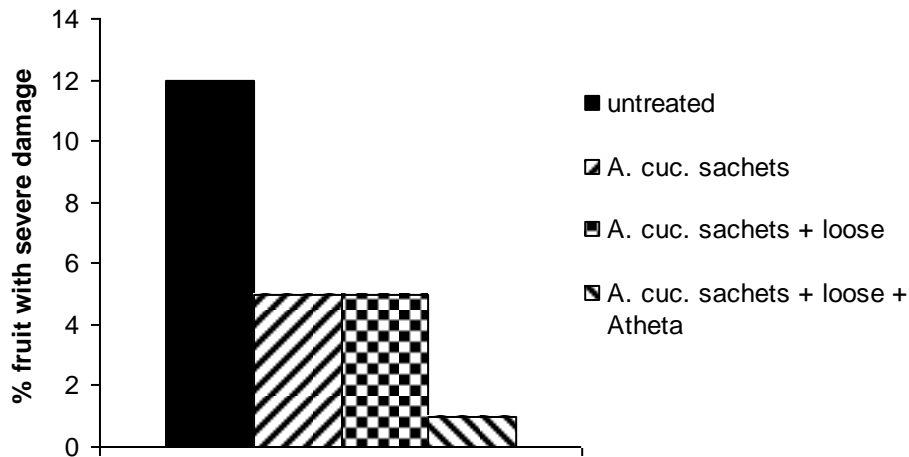 14
12
10
8
6
4
2
0
% fruit with severe damage
untreated
A. cuc. sachets
A. cuc. sachets + loose
A. cuc. sachets + loose +
Atheta